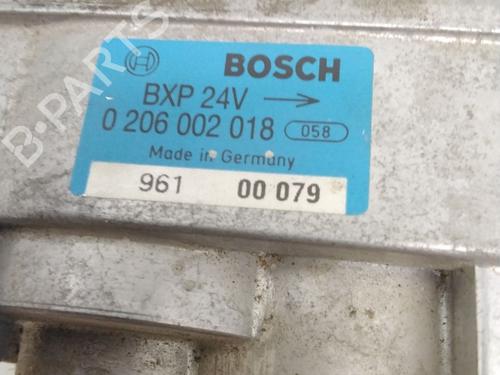 BOSCH
BXP 24V →
0 206 002 018 058
Made in Germany
961 00 079
B-PARTS